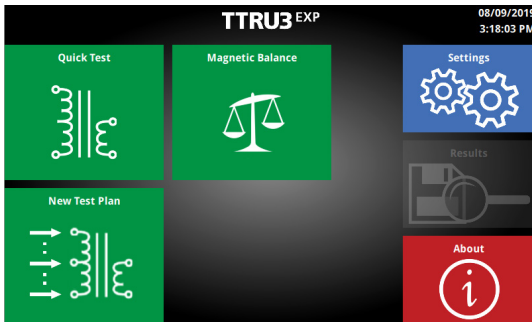 TTRU3 EXP
08/09/2019
3:18:03 PM
Quick Test
Magnetic Balance
Settings
Results
New Test Plan
About
i